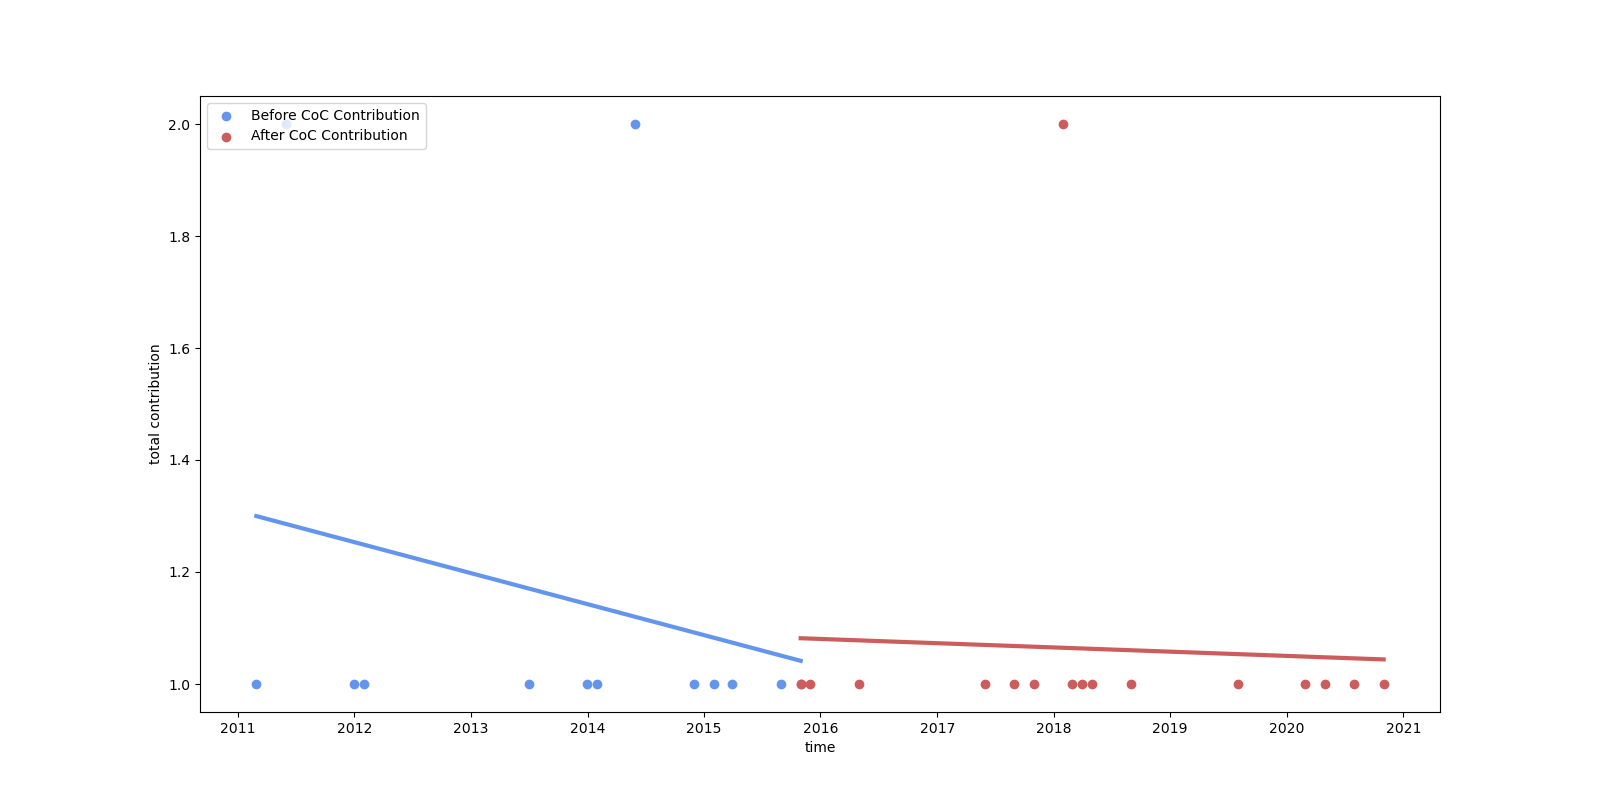 Before CoC Contribution
After CoC Contribution
2.0
1.8
1.6
1.4
1.2
1.0
total contribution
2011 2012 2013 2014 2015 2016 2017 2018 2019 2020 2021
time